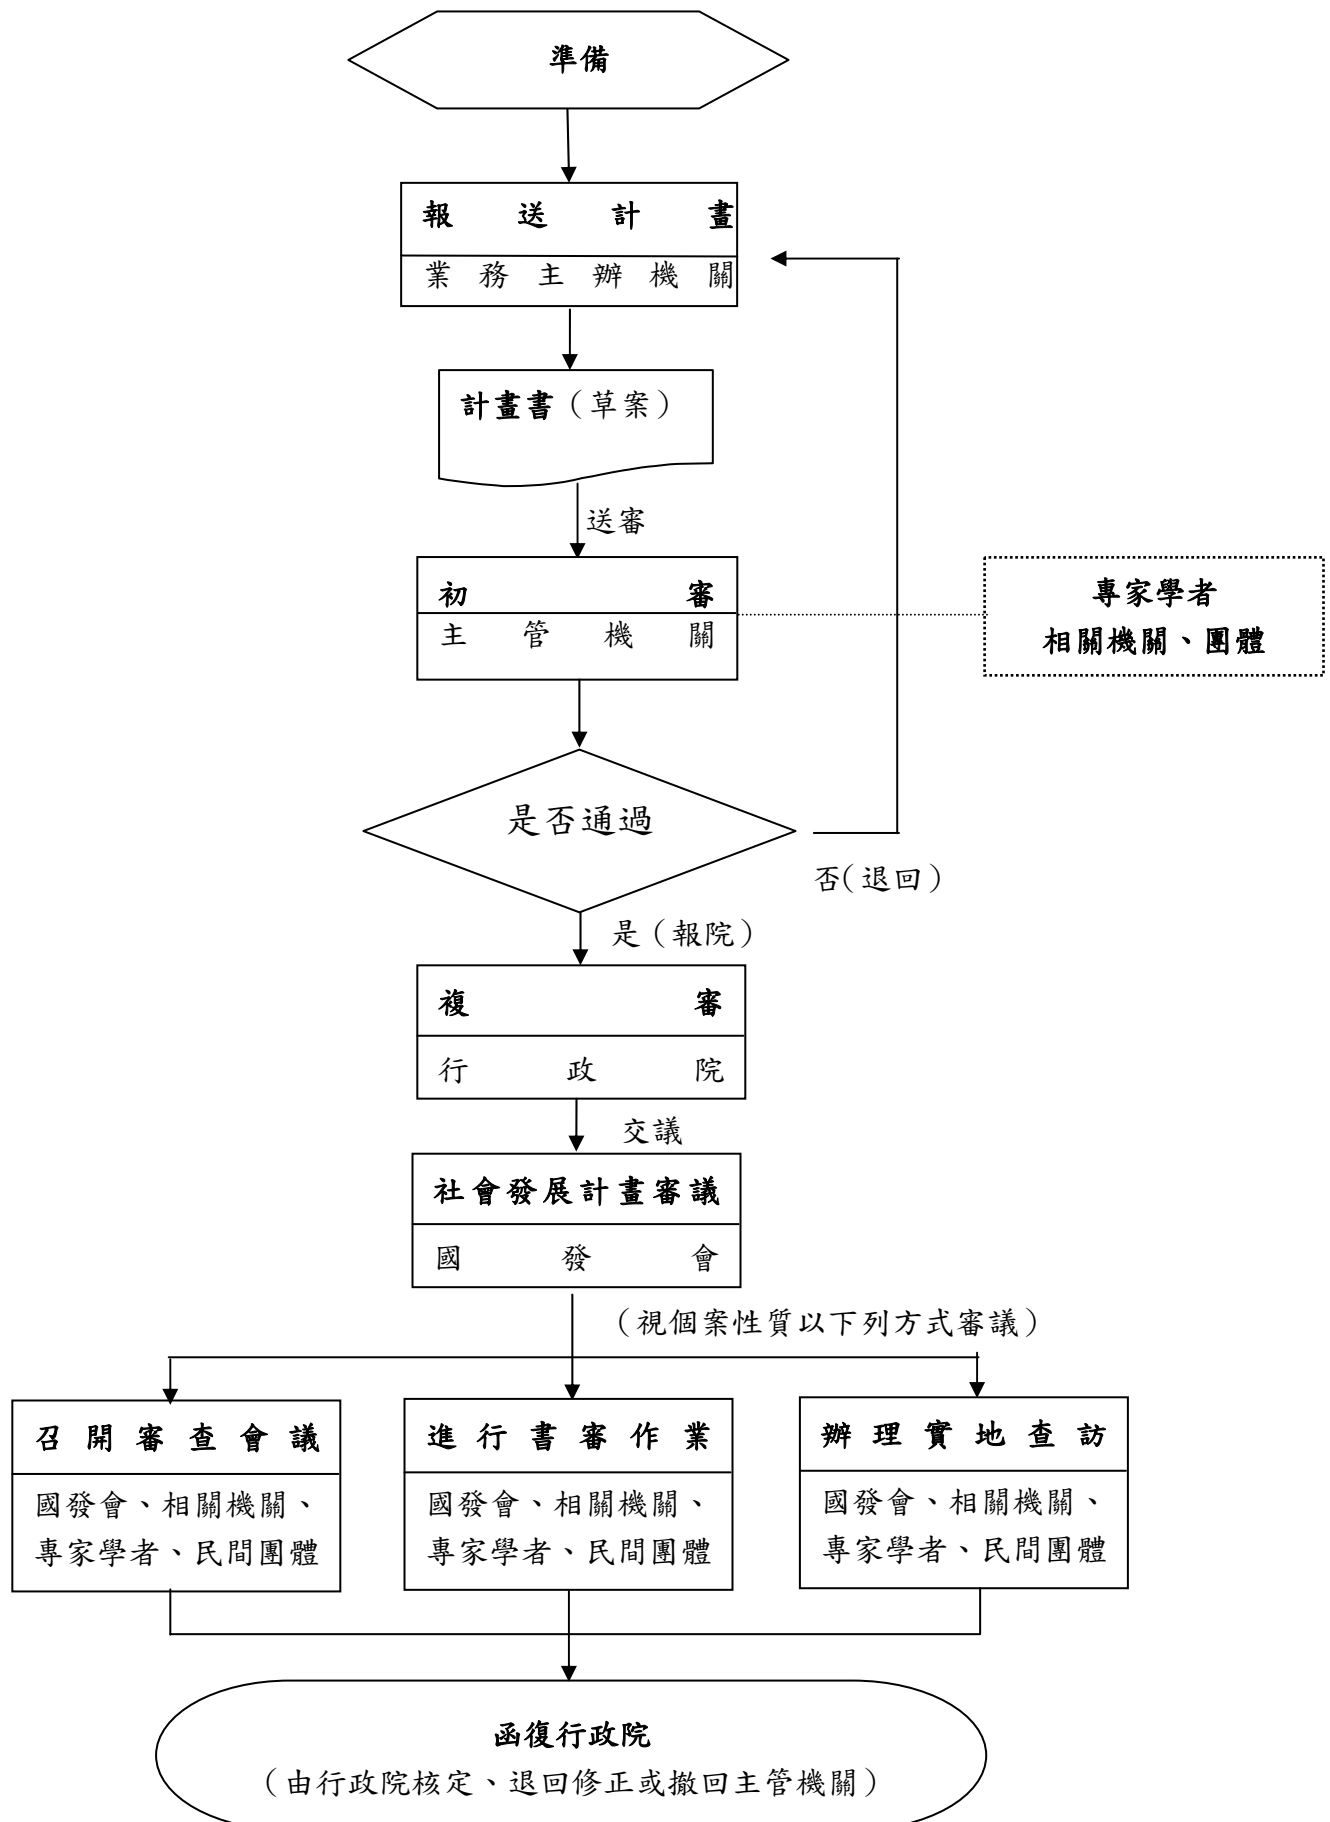 準備
報送計畫
業務主辦機關
計畫書（草案）
送審
初審
主管機關
專家學者
相關機關、團體
是否通過
否(退回）
是（報院）
複審
行政院
交議
社會發展計畫審議
國發會
（視個案性質以下列方式審議）
召開審查會議
國發會、相關機關、
專家學者、民間團體
進行書審作業
國發會、相關機關、
專家學者、民間團體
辦理實地查訪
國發會、相關機關、
專家學者、民間團體
函復行政院
（由行政院核定、退回修正或撤回主管機關）